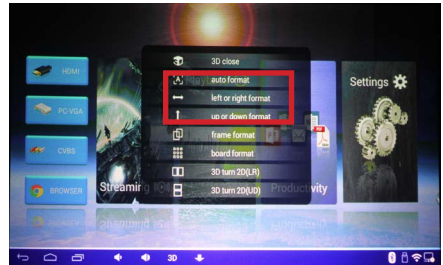 3D close
auto format
left or right format
up or down format
frame format
board format
3D turn 2D(LR)
3D turn 2D(UD)
HDMI
PC-VGA
CVBS
BROWSER
Streaming
Productivity
Settings
3D